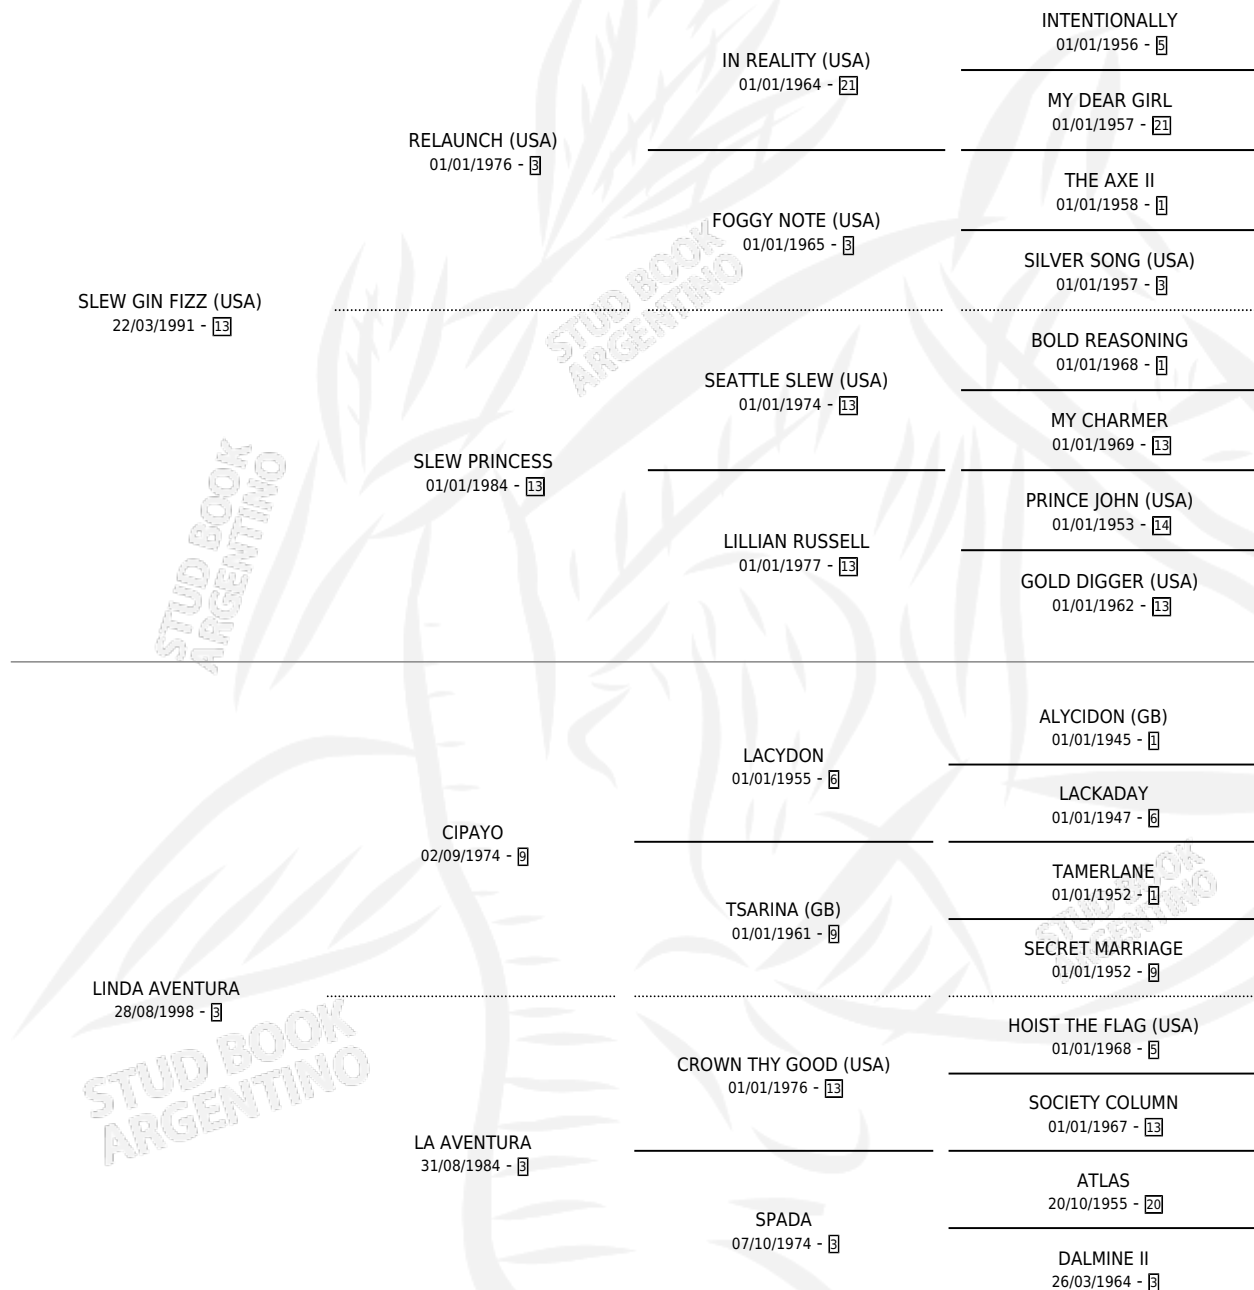 INTENTIONALLY
01/01/1956 - 5
IN REALITY (USA)
01/01/1964 - 21
MY DEAR GIRL
01/01/1957 - 21
RELAUNCH (USA)
01/01/1976 - 3
THE AXE II
01/01/1958 - 1
FOGGY NOTE (USA)
01/01/1965 - 3
SILVER SONG (USA)
01/01/1957 - 3
SLEW GIN FIZZ (USA)
22/03/1991 - 13
BOLD REASONING
01/01/1968 - 1
SEATTLE SLEW (USA)
01/01/1974 - 13
MY CHARMER
01/01/1969 - 13
SLEW PRINCESS
01/01/1984 - 13
PRINCE JOHN (USA)
01/01/1953 - 14
LILLIAN RUSSELL
01/01/1977 - 13
GOLD DIGGER (USA)
01/01/1962 - 13
ALYCIDON (GB)
01/01/1945 - 1
LACYDON
01/01/1955 - 6
LACKADAY
01/01/1947 - 6
CIPAYO
02/09/1974 - 9
TAMERLANE
01/01/1952 - 1
TSARINA (GB)
01/01/1961 - 9
SECRET MARRIAGE
01/01/1952 - 9
LINDA AVENTURA
28/08/1998 - 3
HOIST THE FLAG (USA)
01/01/1968 - 5
CROWN THY GOOD (USA)
01/01/1976 - 13
SOCIETY COLUMN
01/01/1967 - 13
LA AVENTURA
31/08/1984 - 3
ATLAS
20/10/1955 - 20
SPADA
07/10/1974 - 3
DALMINE II
26/03/1964 - 3
STUD BOOK
ARGENTINO
STUD BOOK
ARGENTINO
STUD BOOK
ARGENTINO
STUD BOOK
ARGENTINO